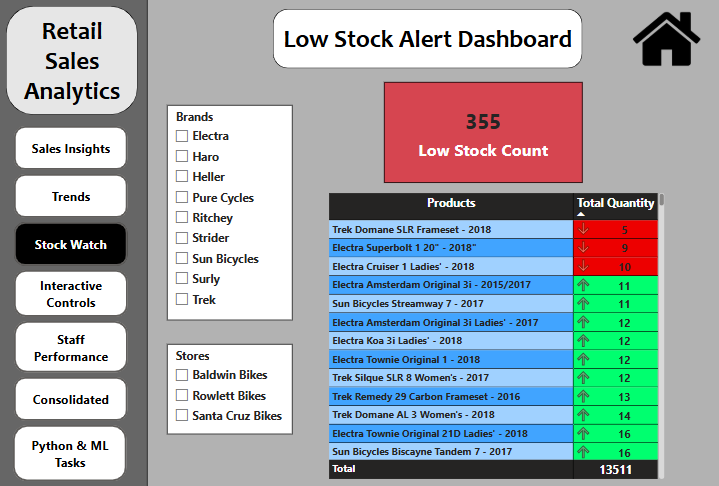 Retail
Sales
Analytics
Sales Insights
Trends
Stock Watch
Interactive
Controls
Staff
Performance
Consolidated
Python & ML
Tasks
Low Stock Alert Dashboard
355
Low Stock Count
Brands
Electra
Haro
Heller
Pure Cycles
Ritchey
Strider
Sun Bicycles
Surly
Trek
Stores
Baldwin Bikes
Rowlett Bikes
Santa Cruz Bikes
Products Total Quantity
Trek Domane SLR Frameset - 2018 5
Electra Superbolt 1 20" - 2018" 9
Electra Cruiser 1 Ladies' - 2018 10
Electra Amsterdam Original 3i - 2015/2017 11
Sun Bicycles Streamway 7 - 2017 11
Electra Amsterdam Original 3i Ladies' - 2017 12
Electra Koa 3i Ladies' - 2018 12
Electra Townie Original 1 - 2018 12
Trek Silque SLR 8 Women's - 2017 12
Trek Remedy 29 Carbon Frameset - 2016 13
Trek Domane AL 3 Women's - 2018 14
Electra Townie Original 21D Ladies' - 2018 16
Sun Bicycles Biscayne Tandem 7 - 2017 16
Total 13511